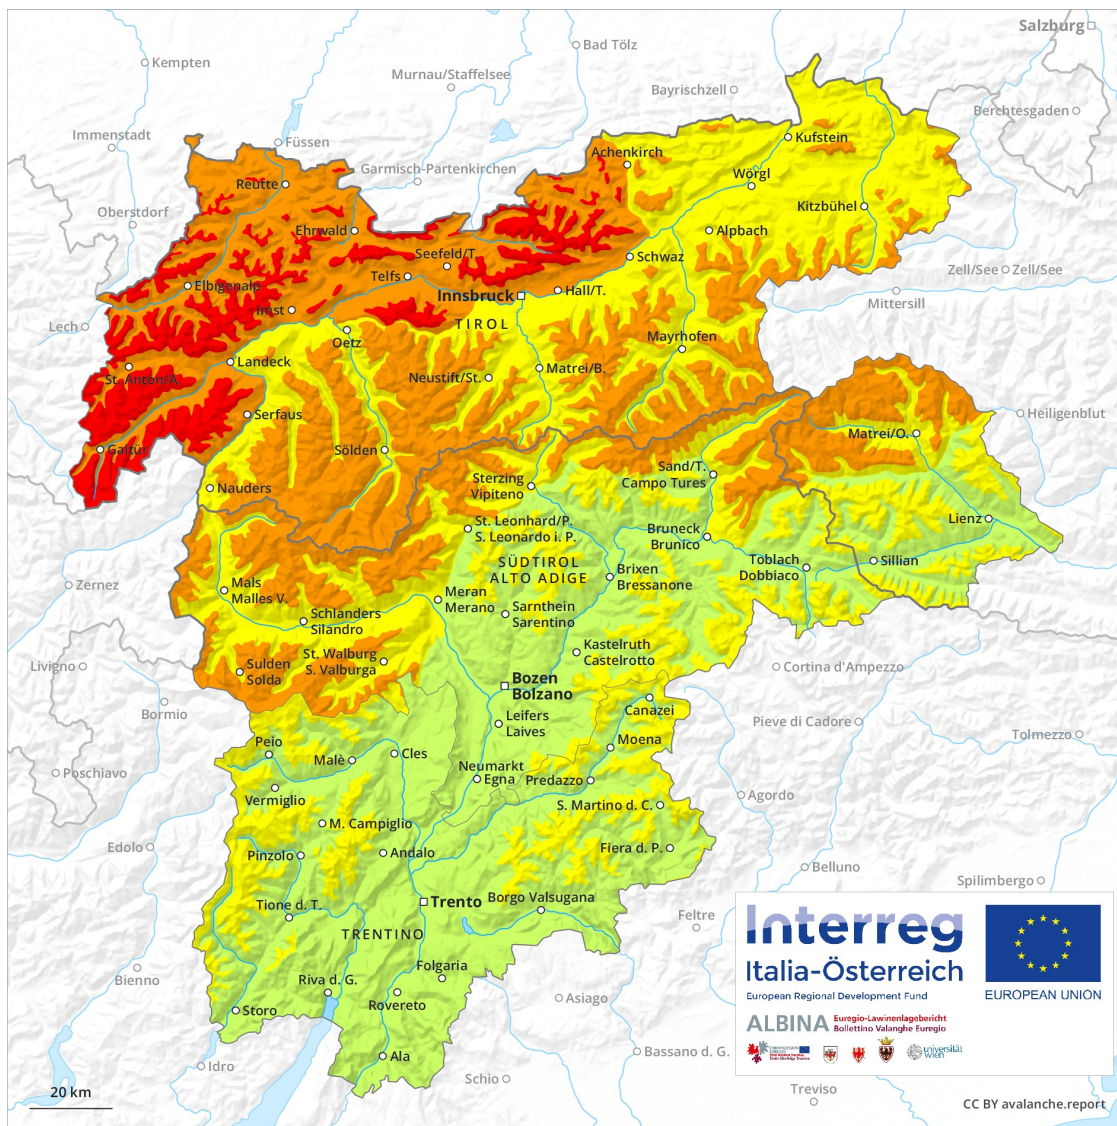 Salzburg
Bad Tölz
Kempten
Murnau/Staffelsee
Bayrischzell
Berchtesgaden
Immenstadt
Füssen
Kufstein
Achenkirch
Garmisch-Partenkirchen
Wörgl
Reutte
Oberstdorf
Kitzbühel
Ehrwald
Alpbach
Seefeld/T.
Schwaz
Telfs
Zell/See
Zell/See
Elbigenalp
Innsbruck
Hall/T.
Mittersill
Imst
TIROL
Lech
Oetz
Mayrhofen
Landeck
Matrei/B.
St. Anton/A.
Neustift/St.
Serfaus
Heiligenblut
Matrei/O.
Galtür
Sölden
Sand/T.
Campo Tures
Sterzing
Vipiteno
Nauders
Lienz
St. Leonhard/P.
S. Leonardo i. P.
Bruneck
Brunico
SÜDTIROL
ALTO ADIGE
Toblach
Dobbiaco
Sillian
Brixen
Bressanone
Zernez
Mals
Malles V.
Meran
Merano
Schlanders
Silandro
Sarnthein
Sarentino
Kastelruth
Castelrotto
St. Walburg
S. Valburga
Livigno
Sulden
Solda
Cortina d'Ampezzo
Bozen
Bolzano
Bormio
Canazei
Leifers
Laives
Pieve di Cadore
Tolmezzo
Peio
Moena
Malè
Cles
Poschiavo
Neumarkt
Egna
Predazzo
Vermiglio
Agordo
S. Martino d. C.
M. Campiglio
Edolo
Pinzolo
Andalo
Fiera d. P.
Belluno
Spilimbergo
Trento
Borgo Valsugana
Tione d. T.
Feltre
TRENTINO
Interreg
Italia-Österreich
European Regional Development Fund
EUROPEAN UNION
Folgaria
Bienno
Riva d. G.
Rovereto
Asiago
Storo
ALBINA
Euregio-Lawinenlagebericht
Bollettino Valanghe Euregio
universität
wien
Ala
Bassano d. G.
Idro
Schio
Treviso
20 km
CC BY avalanche.report